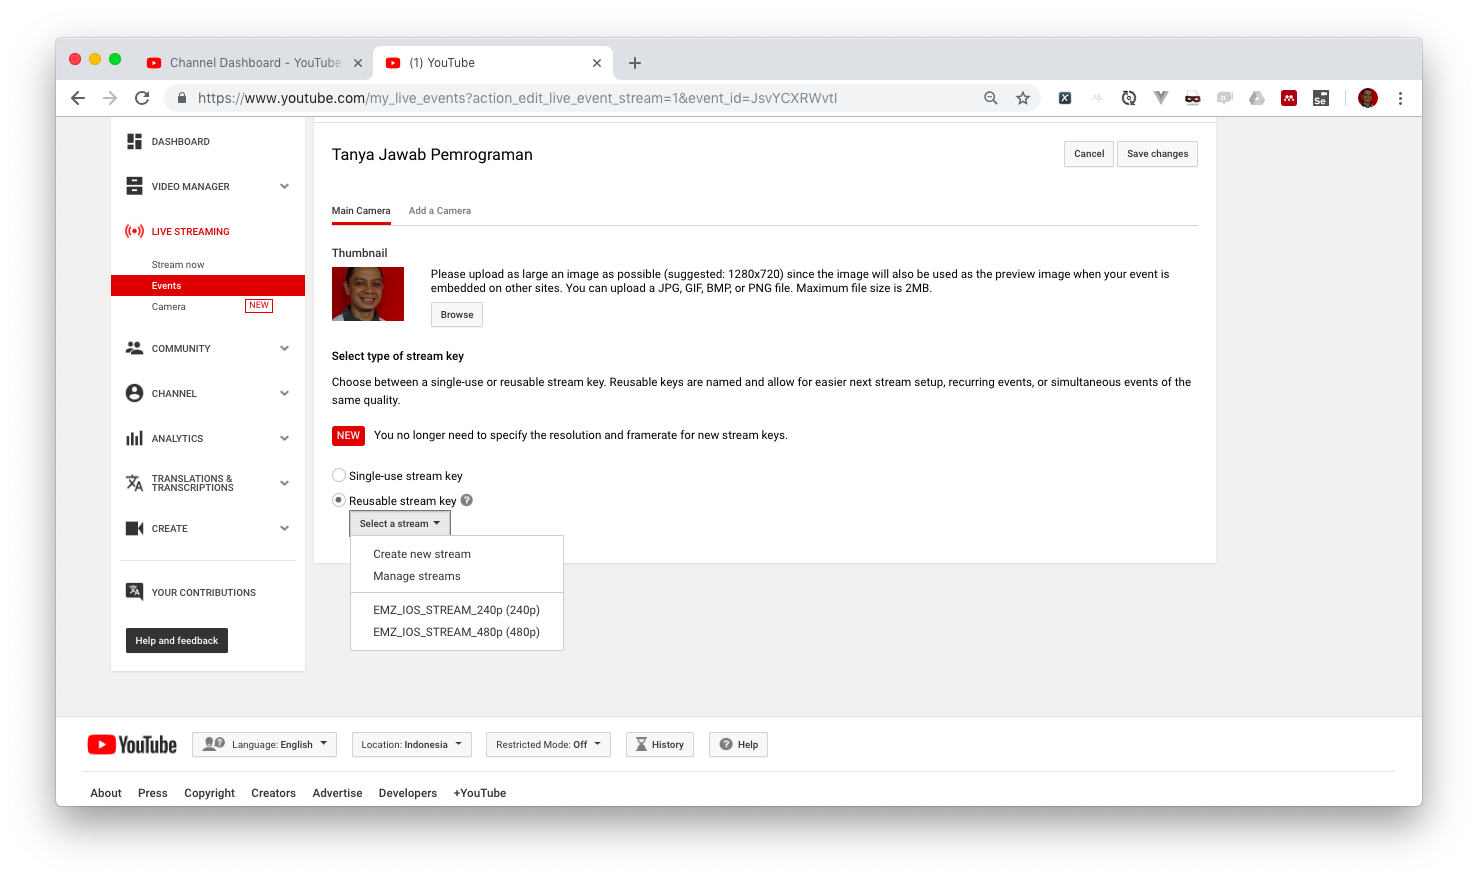 Channel Dashboard - YouTube
(1) YouTube
https://www.youtube.com/my_live_events?action_edit_live_event_stream=1&event_id=JsvYCXRWvtI
DASHBOARD
VIDEO MANAGER
LIVE STREAMING
Stream now
Events
Camera NEW
COMMUNITY
CHANNEL
ANALYTICS
TRANSLATIONS &
TRANSCRIPTIONS
CREATE
YOUR CONTRIBUTIONS
Help and feedback
Tanya Jawab Pemrograman
Cancel Save changes
Main Camera Add a Camera
Thumbnail
Please upload as large an image as possible (suggested: 1280x720) since the image will also be used as the preview image when your event is
embedded on other sites. You can upload a JPG, GIF, BMP, or PNG file. Maximum file size is 2MB.
Browse
Select type of stream key
Choose between a single-use or reusable stream key. Reusable keys are named and allow for easier next stream setup, recurring events, or simultaneous events of the
same quality.
NEW You no longer need to specify the resolution and framerate for new stream keys.
Single-use stream key
Reusable stream key
Select a stream
Create new stream
Manage streams
EMZ_IOS_STREAM_240p (240p)
EMZ_IOS_STREAM_480p (480p)
YouTube Language: English Location: Indonesia Restricted Mode: Off History Help
About Press Copyright Creators Advertise Developers +YouTube